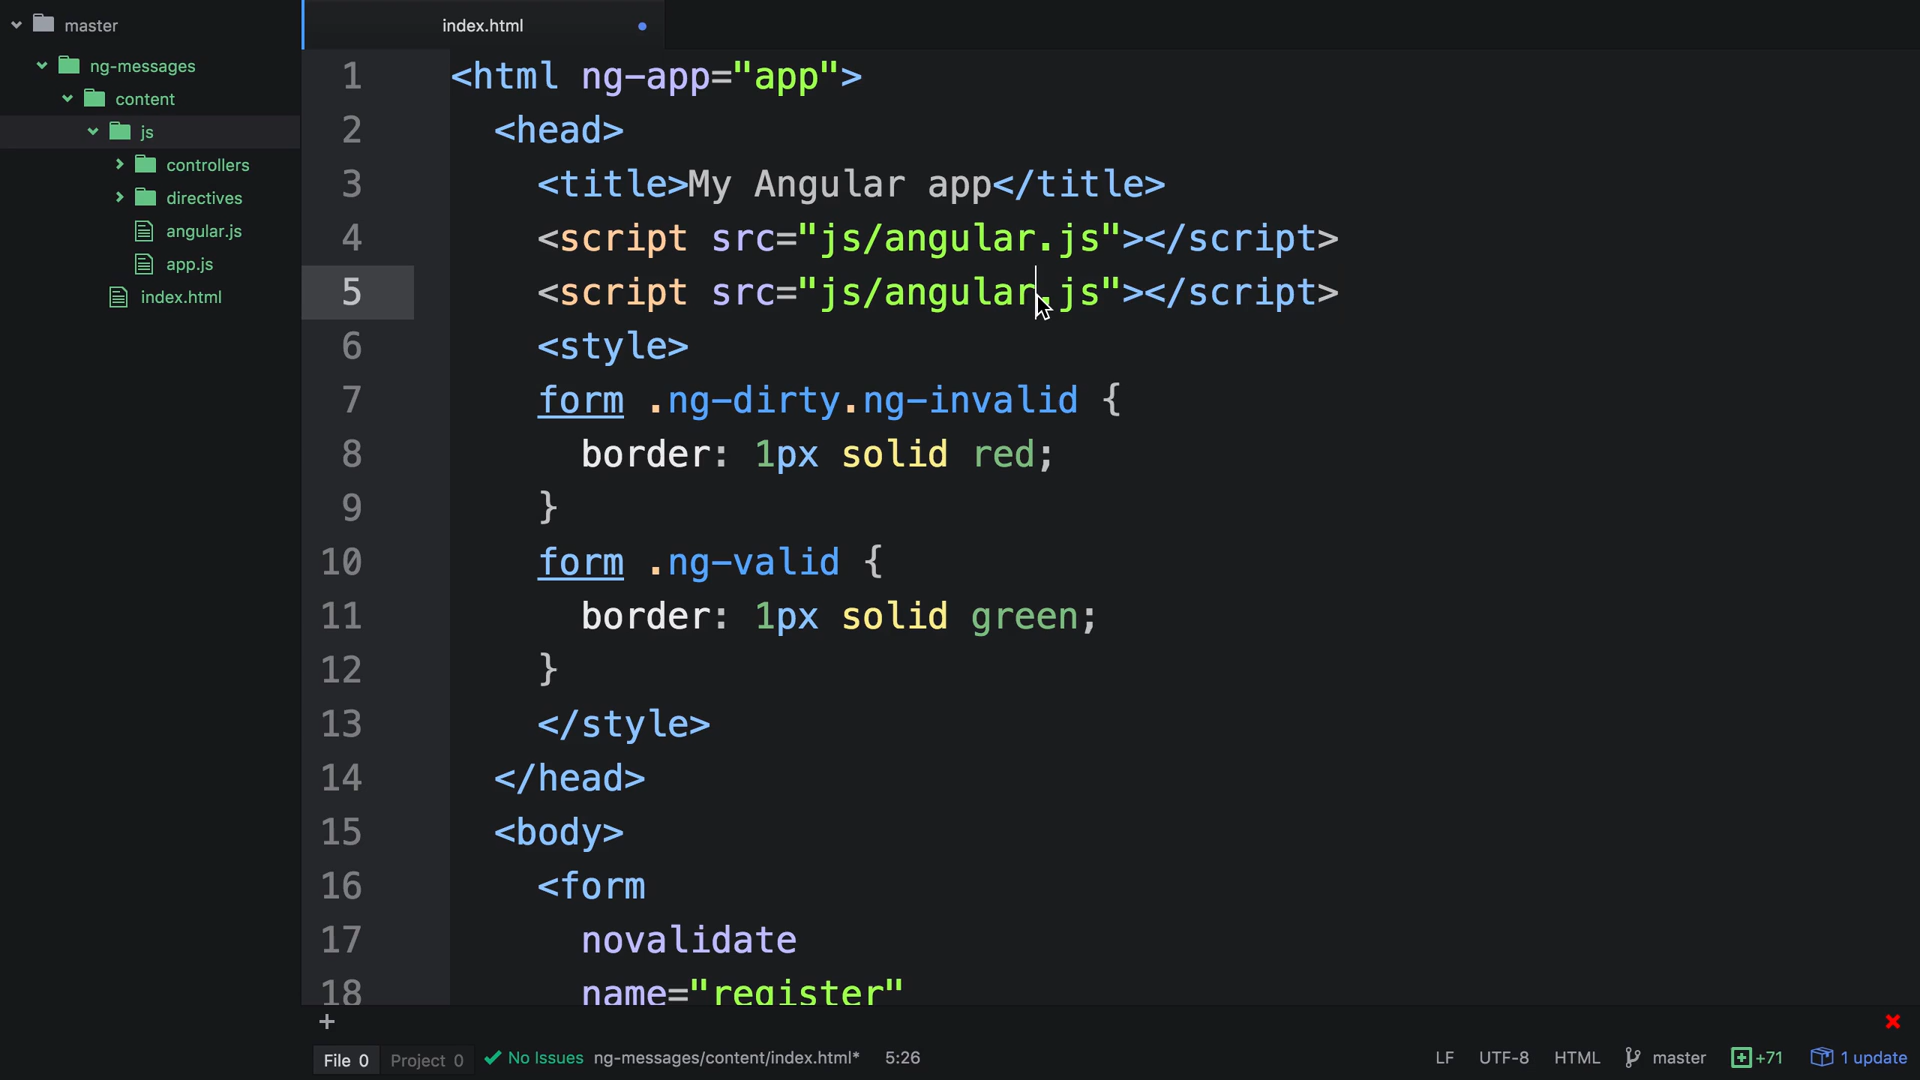 master
index.html
ng-messages
content
js
controllers
directives
angular.js
app.js
index.html
1 <html ng-app="app">
2 <head>
3 <title>My Angular app</title>
4 <script src="js/angular.js"></script>
5 <script src="js/angular.js"></script>
6 <style>
7 form .ng-dirty.ng-invalid {
8 border: 1px solid red;
9 }
10 form .ng-valid {
11 border: 1px solid green;
12 }
13 </style>
14 </head>
15 <body>
16 <form
17 novalidate
18 name="register"
+
File 0 Project 0 No Issues ng-messages/content/index.html* 5:26 LF UTF-8 HTML master +71 1 update